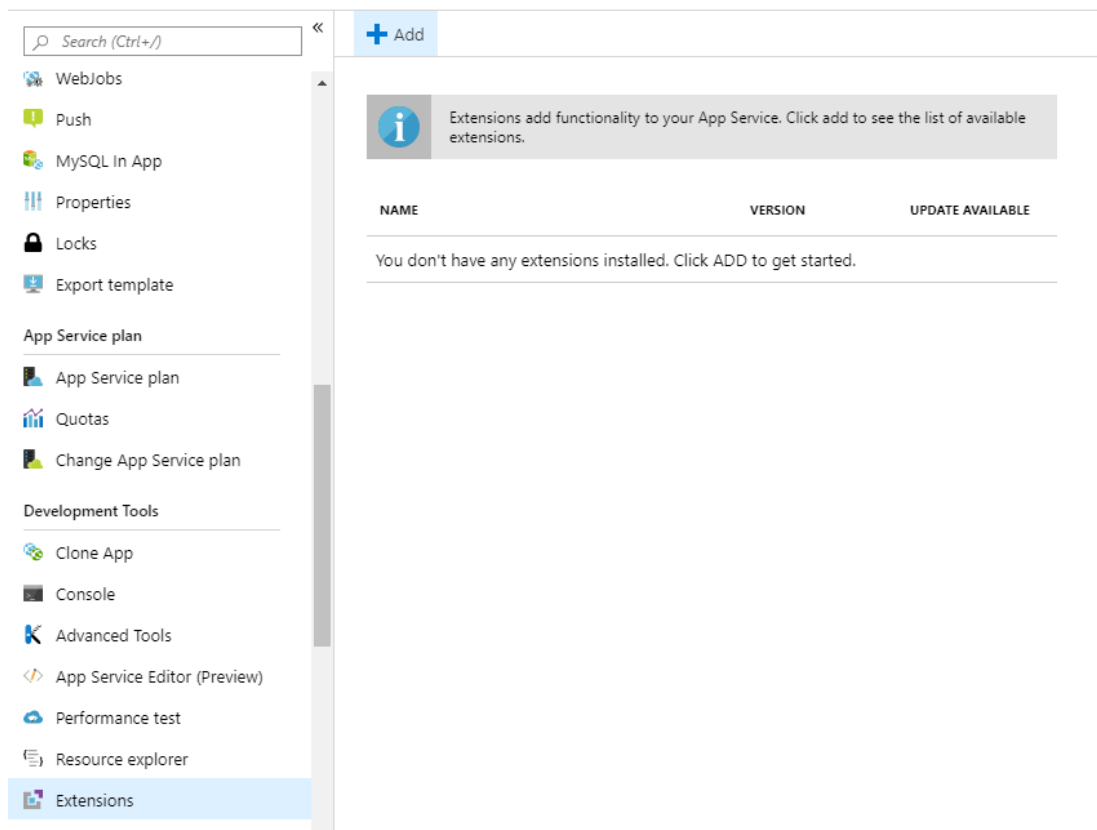 Search (Ctrl+/)
«
WebJobs
Push
MySQL In App
Properties
Locks
Export template
App Service plan
App Service plan
Quotas
Change App Service plan
Development Tools
Clone App
Console
Advanced Tools
App Service Editor (Preview)
Performance test
Resource explorer
Extensions
Add
Extensions add functionality to your App Service. Click add to see the list of available
extensions.
NAME VERSION UPDATE AVAILABLE
You don't have any extensions installed. Click ADD to get started.